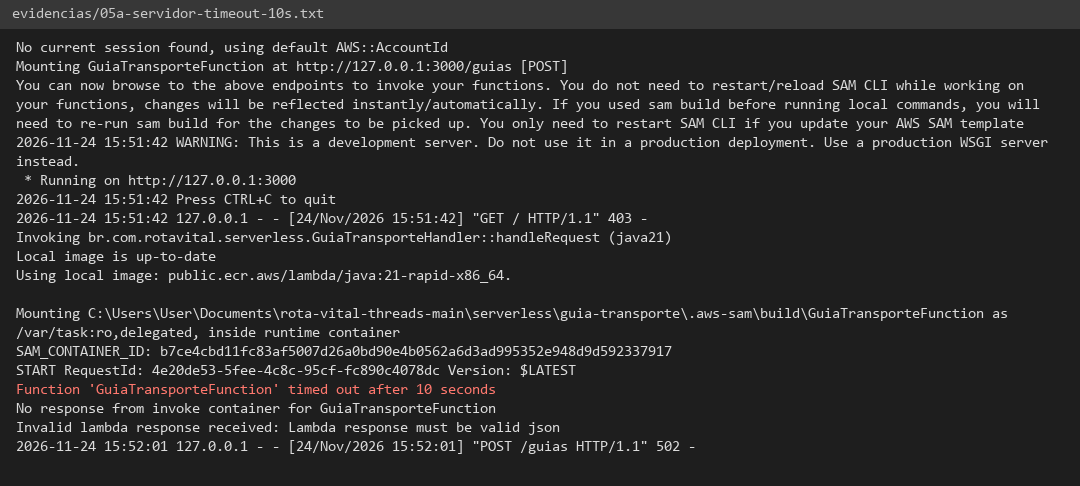 evidencias/05a-servidor-timeout-10s.txt
No current session found, using default AWS::AccountId
Mounting GuiaTransporteFunction at http://127.0.0.1:3000/guias [POST]
You can now browse to the above endpoints to invoke your functions. You do not need to restart/reload SAM CLI while working on
your functions, changes will be reflected instantly/automatically. If you used sam build before running local commands, you will
need to re-run sam build for the changes to be picked up. You only need to restart SAM CLI if you update your AWS SAM template
2026-11-24 15:51:42 WARNING: This is a development server. Do not use it in a production deployment. Use a production WSGI server
instead.
 * Running on http://127.0.0.1:3000
2026-11-24 15:51:42 Press CTRL+C to quit
2026-11-24 15:51:42 127.0.0.1 - - [24/Nov/2026 15:51:42] "GET / HTTP/1.1" 403 -
Invoking br.com.rotavital.serverless.GuiaTransporteHandler::handleRequest (java21)
Local image is up-to-date
Using local image: public.ecr.aws/lambda/java:21-rapid-x86_64.
Mounting C:\Users\User\Documents\rota-vital-threads-main\serverless\guia-transporte\.aws-sam\build\GuiaTransporteFunction as
/var/task:ro,delegated, inside runtime container
SAM_CONTAINER_ID: b7ce4cbd11fc83af5007d26a0bd90e4b0562a6d3ad995352e948d9d592337917
START RequestId: 4e20de53-5fee-4c8c-95cf-fc890c4078dc Version: $LATEST
Function 'GuiaTransporteFunction' timed out after 10 seconds
No response from invoke container for GuiaTransporteFunction
Invalid lambda response received: Lambda response must be valid json
2026-11-24 15:52:01 127.0.0.1 - - [24/Nov/2026 15:52:01] "POST /guias HTTP/1.1" 502 -